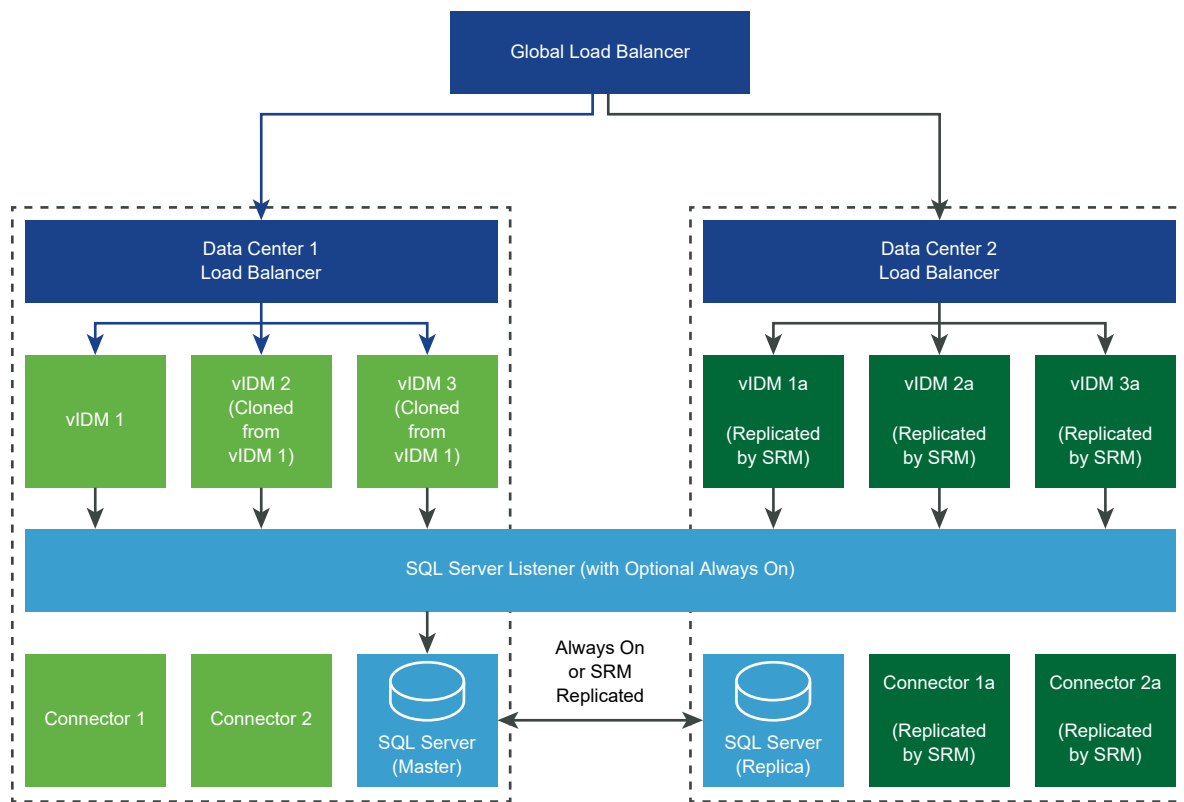 Global Load Balancer
Data Center 1
Load Balancer
Data Center 2
Load Balancer
vIDM 1
vIDM 2
(Cloned
from
vIDM 1)
vIDM 3
(Cloned
from
vIDM 1)
vIDM 1a
(Replicated
by SRM)
vIDM 2a
(Replicated
by SRM)
vIDM 3a
(Replicated
by SRM)
SQL Server Listener (with Optional Always On)
Connector 1
Connector 2
SQL Server
(Master)
Always On
or SRM
Replicated
SQL Server
(Replica)
Connector 1a
(Replicated
by SRM)
Connector 2a
(Replicated
by SRM)